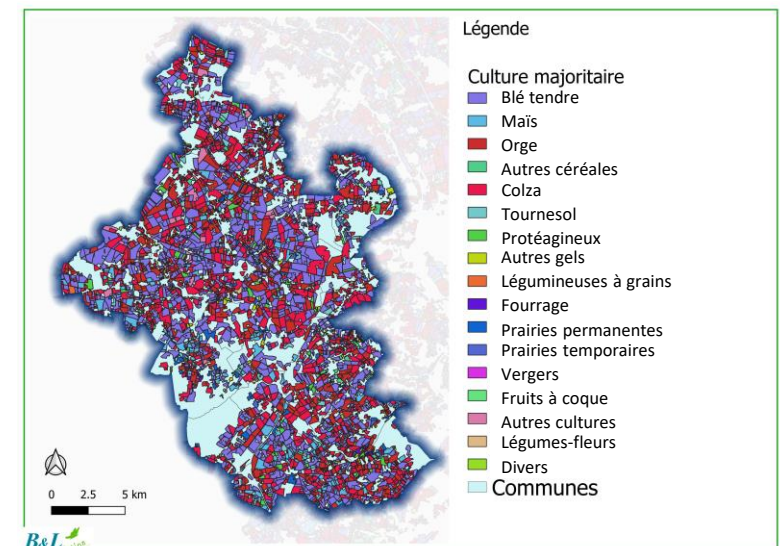 Légende
Culture majoritaire
Blé tendre
Maïs
Orge
Autres céréales
Colza
Tournesol
Protéagineux
Autres gels
Légumineuses à grains
Fourrage
Prairies permanentes
Prairies temporaires
Vergers
Fruits à coque
Autres cultures
Légumes-fleurs
Divers
Communes
0 2.5 5 km
B&L